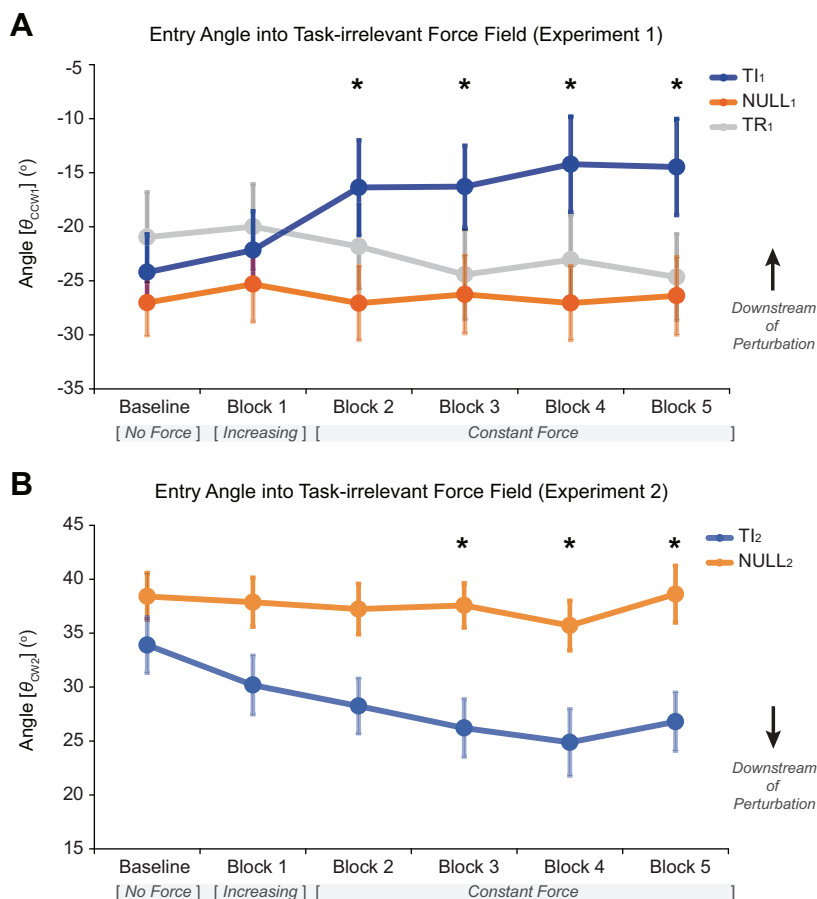 A
Entry Angle into Task-irrelevant Force Field (Experiment 1)
Angle [θCCW1] (°)
-5
-10
-15
-20
-25
-30
-35
* * * *
TI1
NULL1
TR1
Downstream
of
Perturbation
Baseline Block 1 Block 2 Block 3 Block 4 Block 5
[ No Force ] [ Increasing ] [ Constant Force ]
B
Entry Angle into Task-irrelevant Force Field (Experiment 2)
Angle [θCW2] (°)
45
40
35
30
25
20
15
* * *
TI2
NULL2
Downstream
of
Perturbation
Baseline Block 1 Block 2 Block 3 Block 4 Block 5
[ No Force ] [ Increasing ] [ Constant Force ]